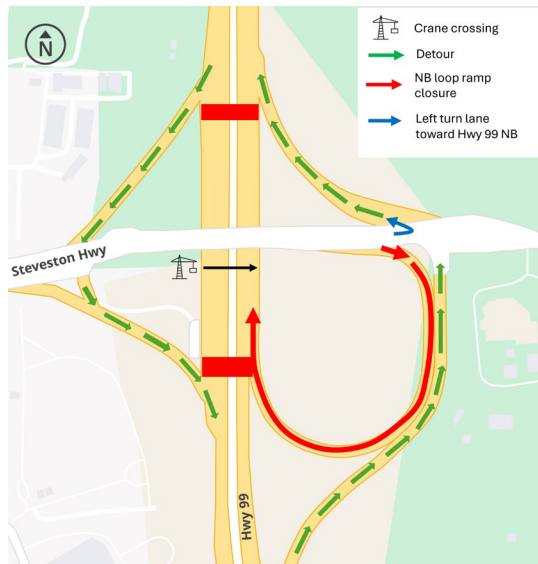 N
Crane crossing
Detour
NB loop ramp
closure
Left turn lane
toward Hwy 99 NB
Steveston Hwy
Hwy 99